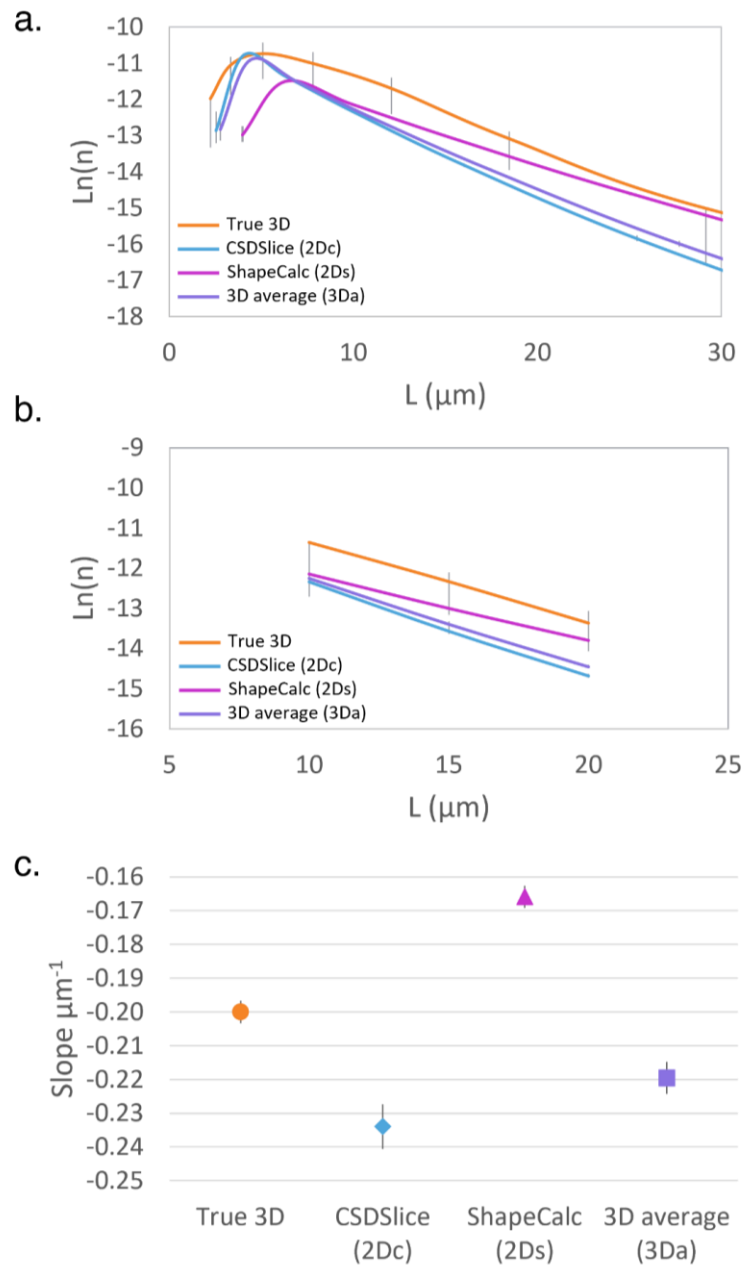 a.
-10
-11
-12
-13
-14
-15
-16
-17
-18
Ln(n)
True 3D
CSDSlice (2Dc)
ShapeCalc (2Ds)
3D average (3Da)
0
10
20
30
L (μm)
b.
-9
-10
-11
-12
-13
-14
-15
-16
Ln(n)
True 3D
CSDSlice (2Dc)
ShapeCalc (2Ds)
3D average (3Da)
5
10
15
20
25
L (μm)
c.
-0.16
-0.17
-0.18
-0.19
-0.20
-0.21
-0.22
-0.23
-0.24
-0.25
Slope μm⁻¹
True 3D
CSDSlice
(2Dc)
ShapeCalc
(2Ds)
3D average
(3Da)